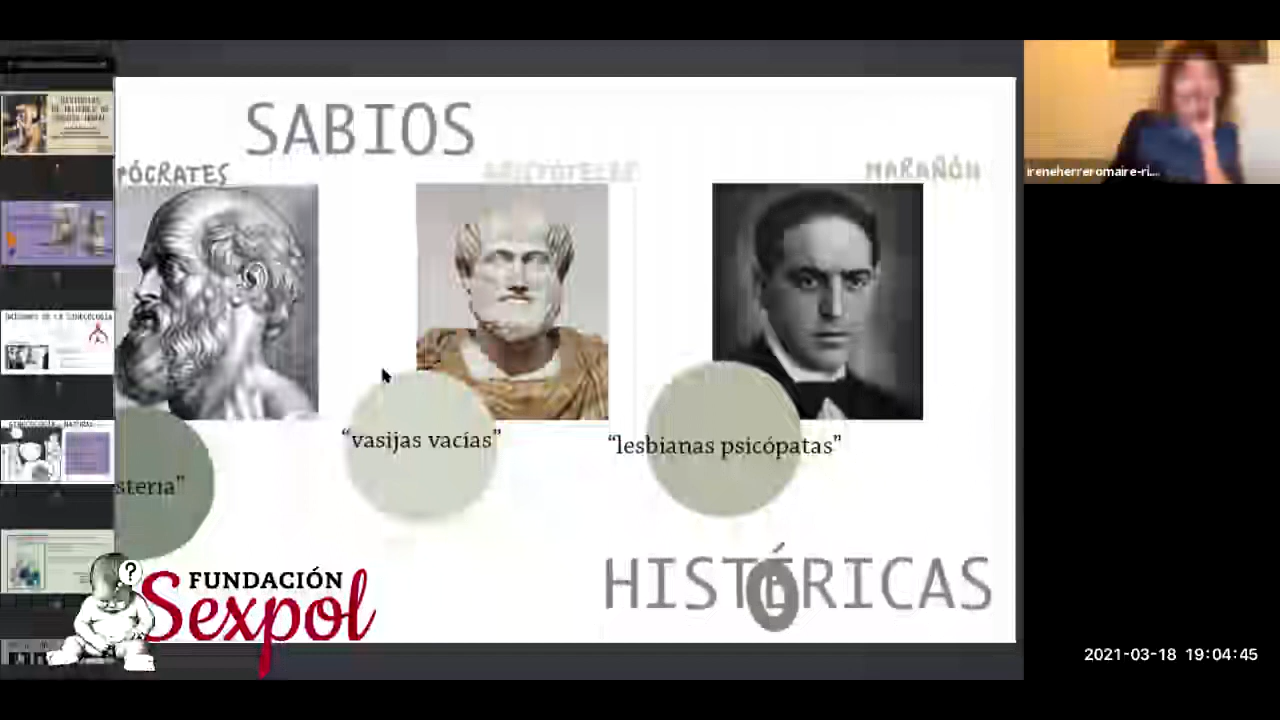 SABIOS
PÓCRATES
ARISTÓTELES
MARAÑÓN
“vasijas vacías”
“lesbianas psicópatas”
steria”
HISTÉRICAS
FUNDACIÓN
Sexpol
?
ireneherreromaire-ri...
2021-03-18 19:04:45